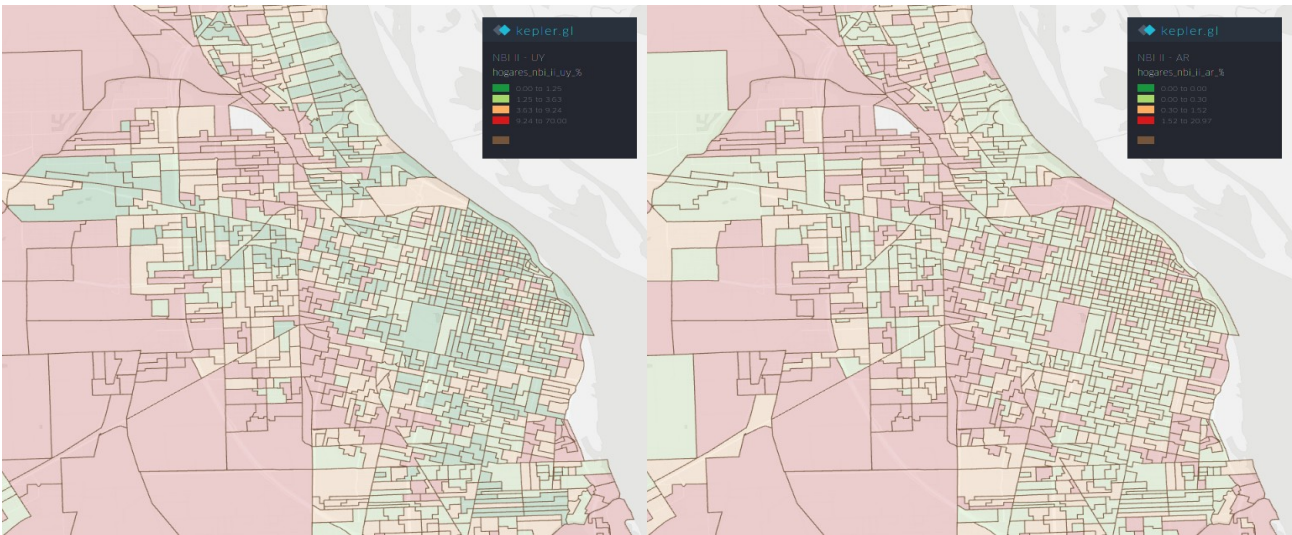 kepler.gl
NBI II - UY
hogares_nbi_ii_uy_%
0.00 to 1.25
1.25 to 3.63
3.63 to 9.24
9.24 to 70.00
kepler.gl
NBI II - AR
hogares_nbi_ii_ar_%
0.00 to 0.00
0.00 to 0.30
0.30 to 1.52
1.52 to 20.97